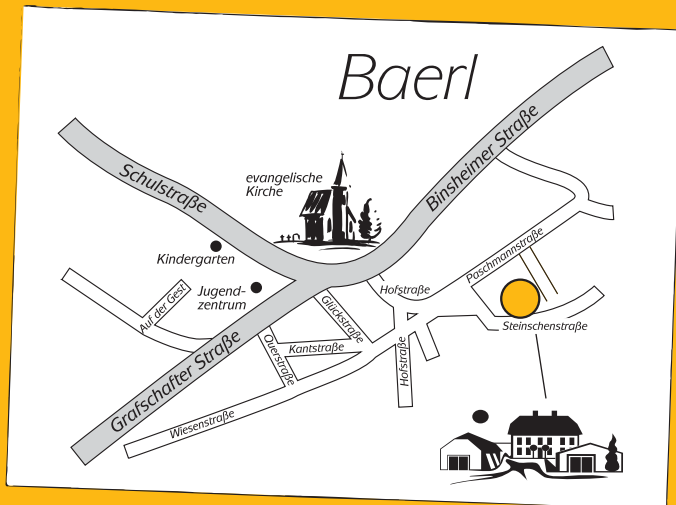 Baerl
Binsheimer Straße
Schulstraße
evangelische
Kirche
Kindergarten
Jugend-
zentrum
Auf der Gest
Grafschafter Straße
Glückstraße
Hofstraße
Paschmannstraße
Steinschenstraße
Querstraße
Kantstraße
Hofstraße
Wiesenstraße